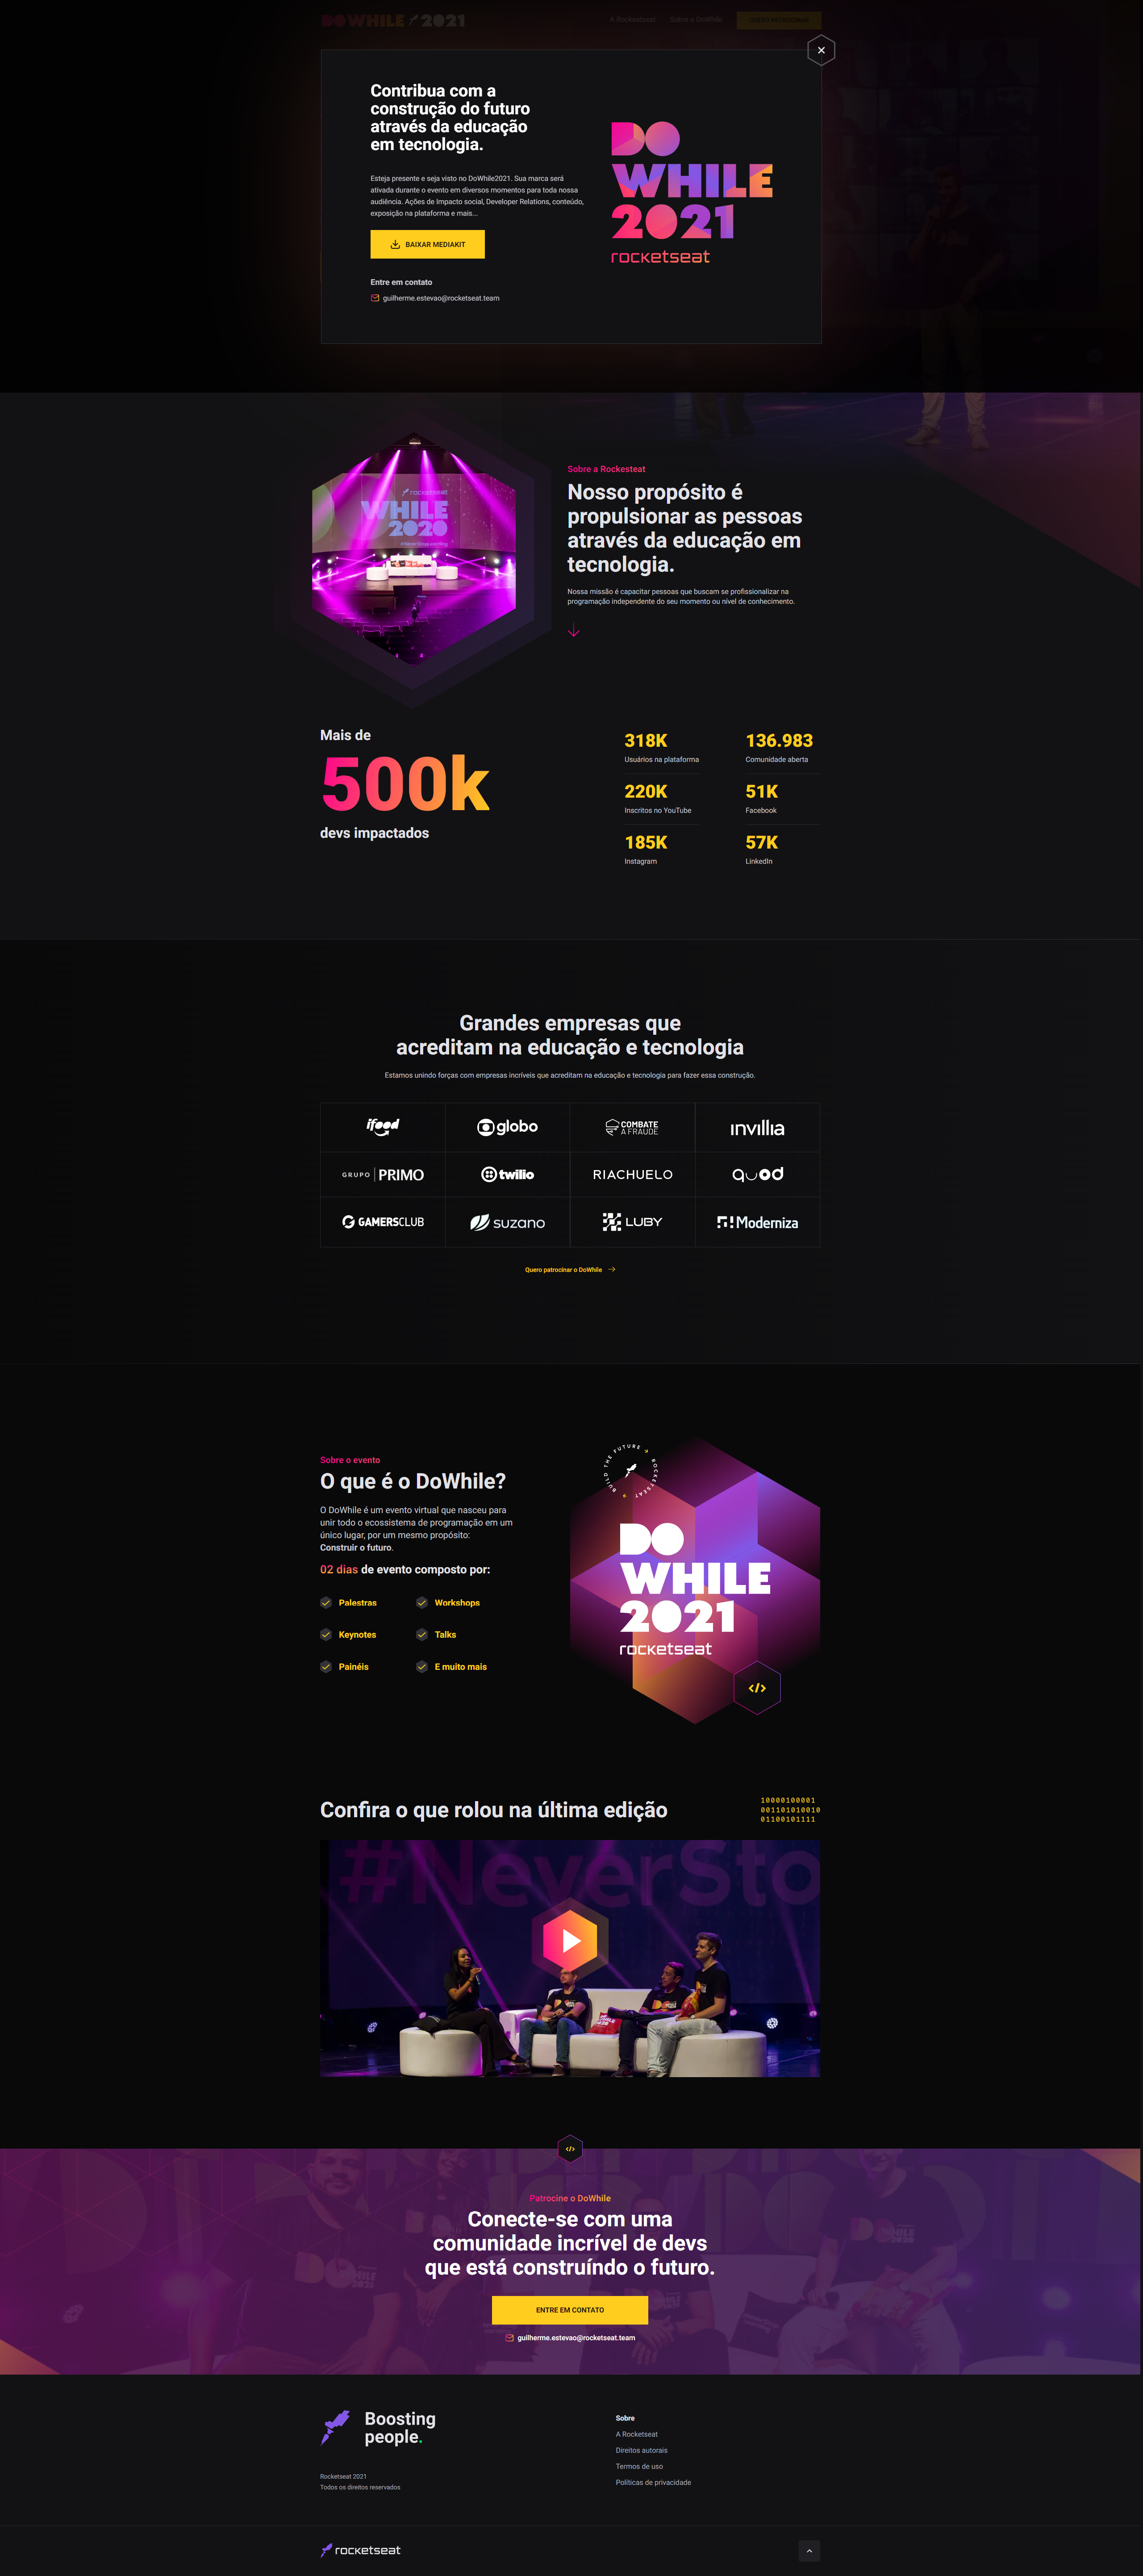 DOWHILE 2021
A Rocketseat
Sobre o DoWhile
QUERO PATROCINAR
Contribua com a
construção do futuro
através da educação
em tecnologia.
Esteja presente e seja visto no DoWhile2021. Sua marca será
ativada durante o evento em diversos momentos para toda nossa
audiência. Ações de Impacto social, Developer Relations, conteúdo,
exposição na plataforma e mais...
BAIXAR MEDIAKIT
Entre em contato
guilherme.estevao@rocketseat.team
DO
WHILE
2021
rocketseat
rocketseat
WHILE
2020
Sobre a Rockesteat
Nosso propósito é
propulsionar as pessoas
através da educação em
tecnologia.
Nossa missão é capacitar pessoas que buscam se profissionalizar na
programação independente do seu momento ou nível de conhecimento.
Mais de
500k
devs impactados
318K
Usuários na plataforma
136.983
Comunidade aberta
220K
Inscritos no YouTube
51K
Facebook
185K
Instagram
57K
LinkedIn
Grandes empresas que
acreditam na educação e tecnologia
Estamos unindo forças com empresas incríveis que acreditam na educação e tecnologia para fazer essa construção.
ifood
globo
COMBATE
A FRAUDE
invillia
GRUPO PRIMO
twilio
RIACHUELO
quod
GAMERSCLUB
suzano
LUBY
Moderniza
Quero patrocinar o DoWhile
Sobre o evento
O que é o DoWhile?
O DoWhile é um evento virtual que nasceu para
unir todo o ecossistema de programação em um
único lugar, por um mesmo propósito:
Construir o futuro.
02 dias de evento composto por:
Palestras
Workshops
Keynotes
Talks
Painéis
E muito mais
BUILD THE FUTURE → ROCKETSEAT →
DO
WHILE
2021
rocketseat
</>
Confira o que rolou na última edição
10000100001
001101010010
01100101111
#NeverSto
</>
Patrocine o DoWhile
Conecte-se com uma
comunidade incrível de devs
que está construíndo o futuro.
ENTRE EM CONTATO
guilherme.estevao@rocketseat.team
Boosting
people.
Rocketseat 2021
Todos os direitos reservados
Sobre
A Rocketseat
Direitos autorais
Termos de uso
Políticas de privacidade
rocketseat